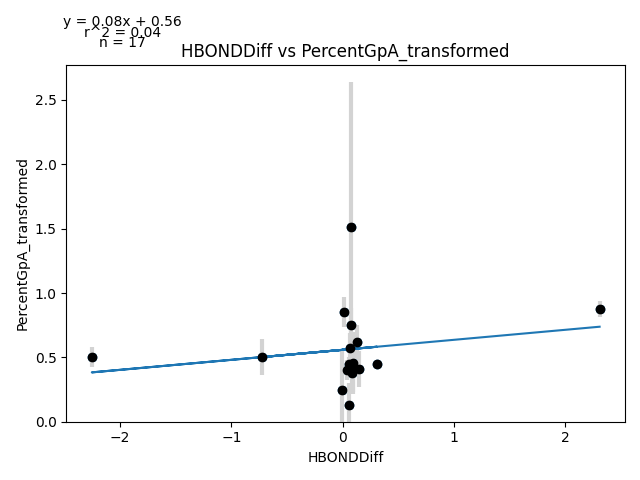 y = 0.08x + 0.56
r^2 = 0.04
n = 17
HBONDDiff vs PercentGpA_transformed
PercentGpA_transformed
2.5
2.0
1.5
1.0
0.5
0.0
−2
−1
0
1
2
HBONDDiff